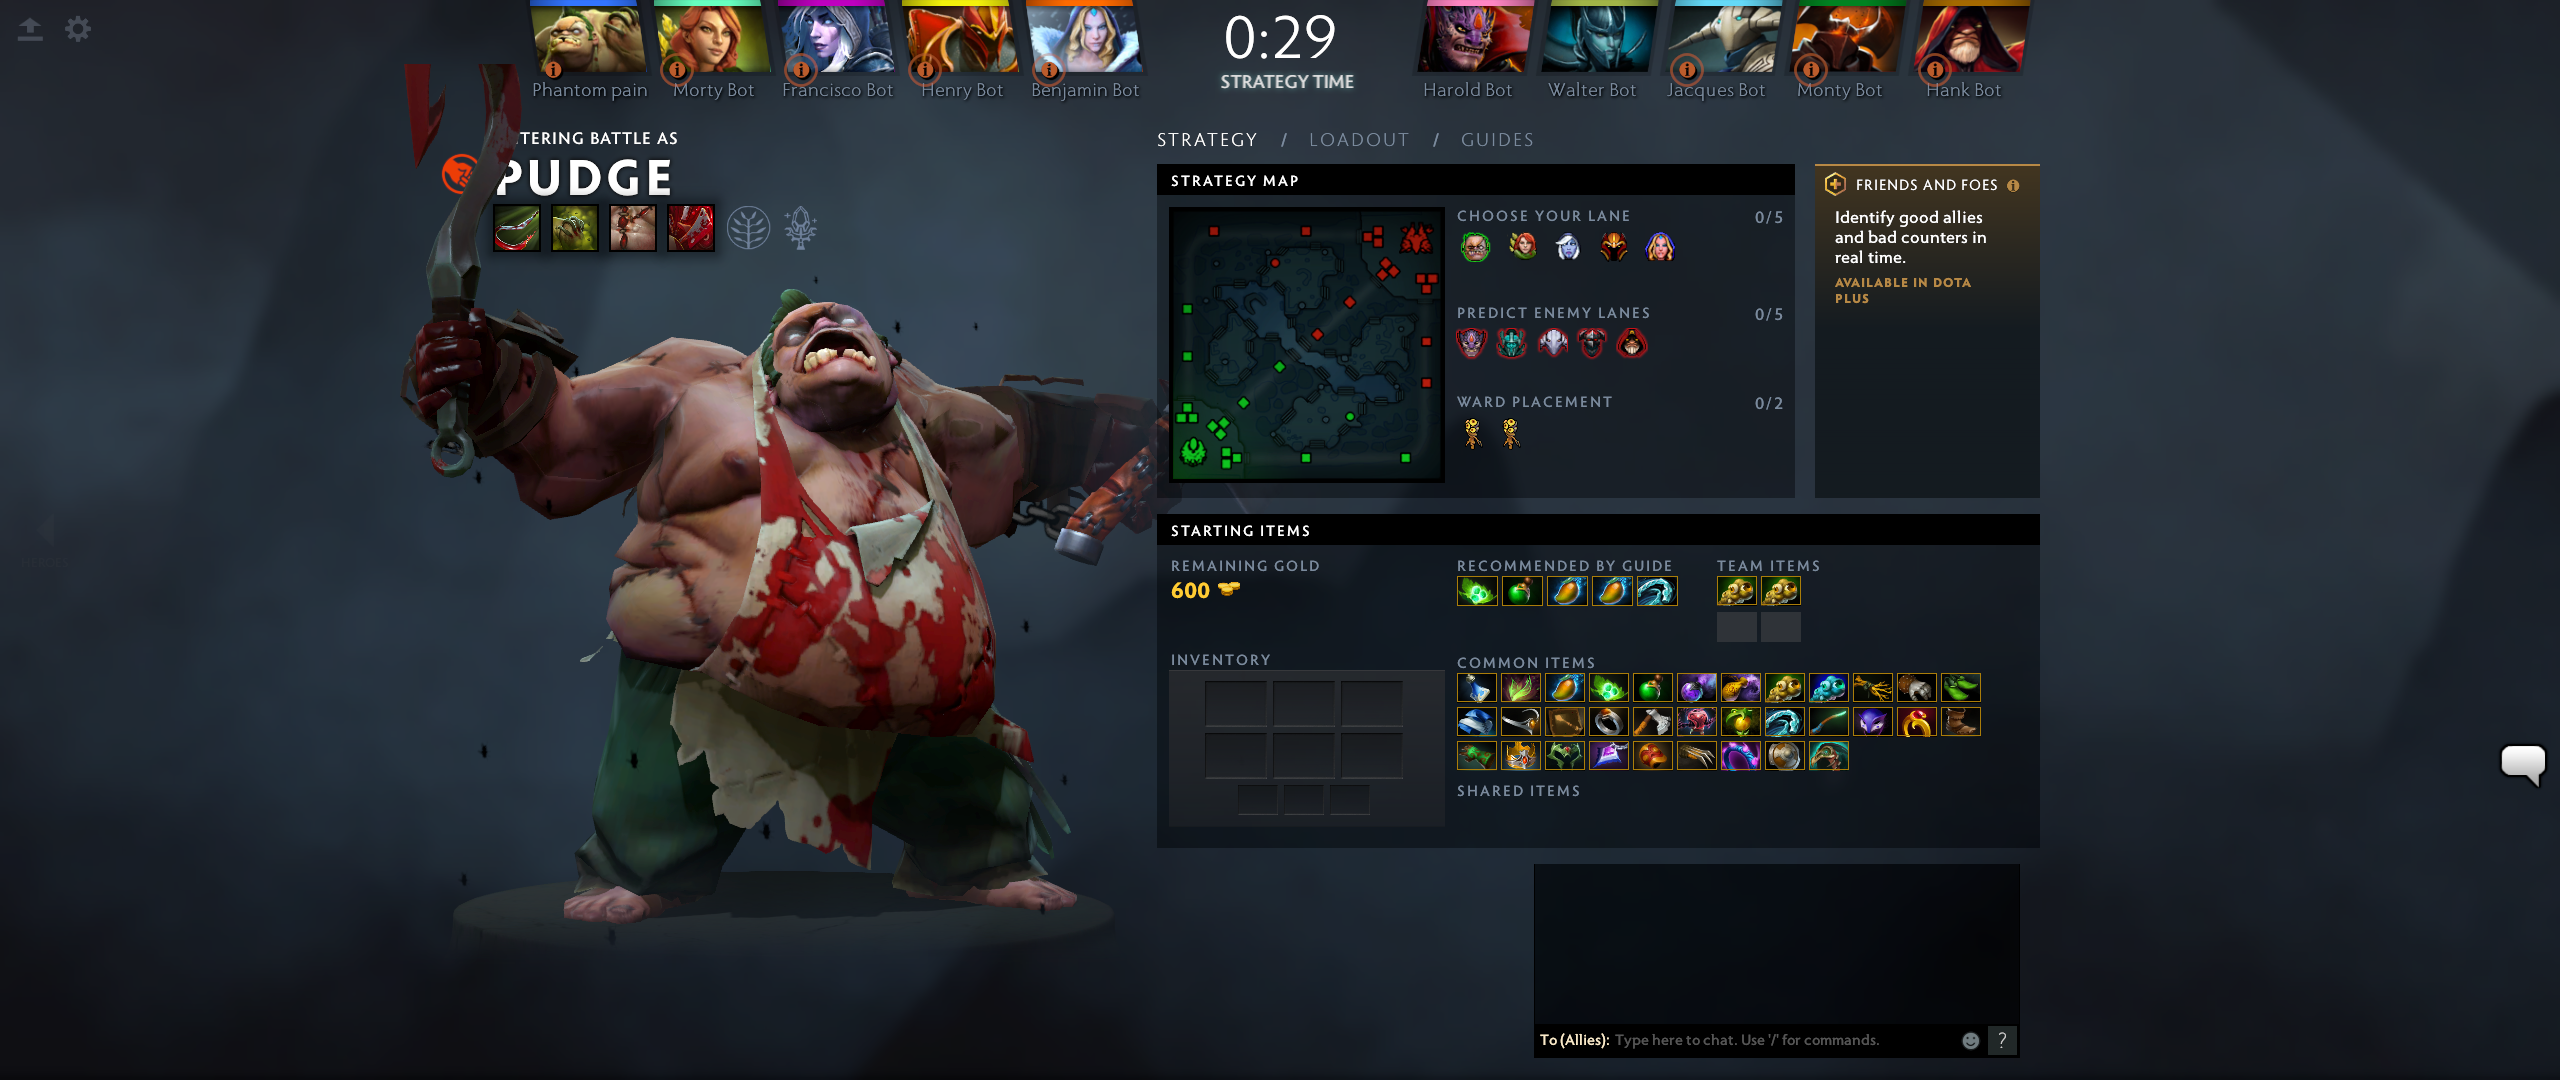 0:29
STRATEGY TIME
Phantom pain
Morty Bot
Francisco Bot
Henry Bot
Benjamin Bot
Harold Bot
Walter Bot
Jacques Bot
Monty Bot
Hank Bot
TERING BATTLE AS
PUDGE
STRATEGY / LOADOUT / GUIDES
STRATEGY MAP
CHOOSE YOUR LANE 0/5
PREDICT ENEMY LANES 0/5
WARD PLACEMENT 0/2
FRIENDS AND FOES
Identify good allies
and bad counters in
real time.
AVAILABLE IN DOTA
PLUS
STARTING ITEMS
REMAINING GOLD
600
RECOMMENDED BY GUIDE
TEAM ITEMS
INVENTORY
COMMON ITEMS
SHARED ITEMS
To (Allies): Type here to chat. Use '/' for commands.
?